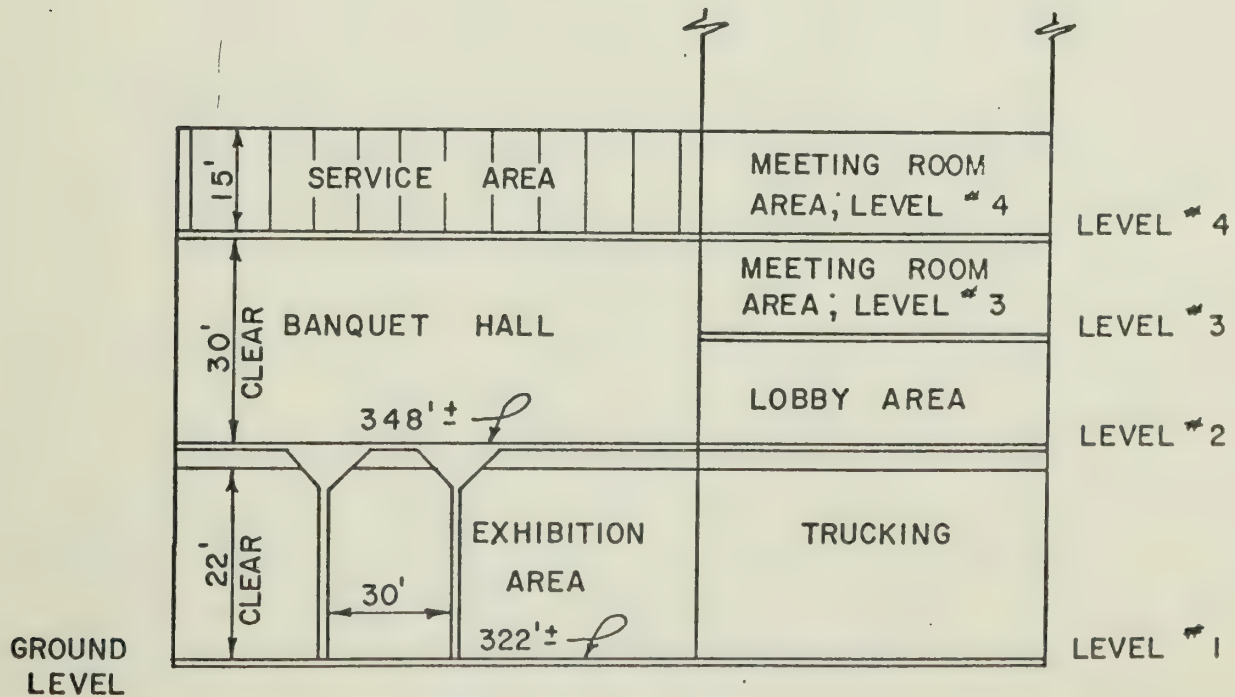 15'
SERVICE AREA
MEETING ROOM
AREA; LEVEL # 4
LEVEL # 4
30'
CLEAR
BANQUET HALL
MEETING ROOM
AREA; LEVEL # 3
LEVEL # 3
348' ±
LOBBY AREA
LEVEL # 2
22'
CLEAR
30'
EXHIBITION
AREA
322' ±
TRUCKING
GROUND
LEVEL
LEVEL # 1